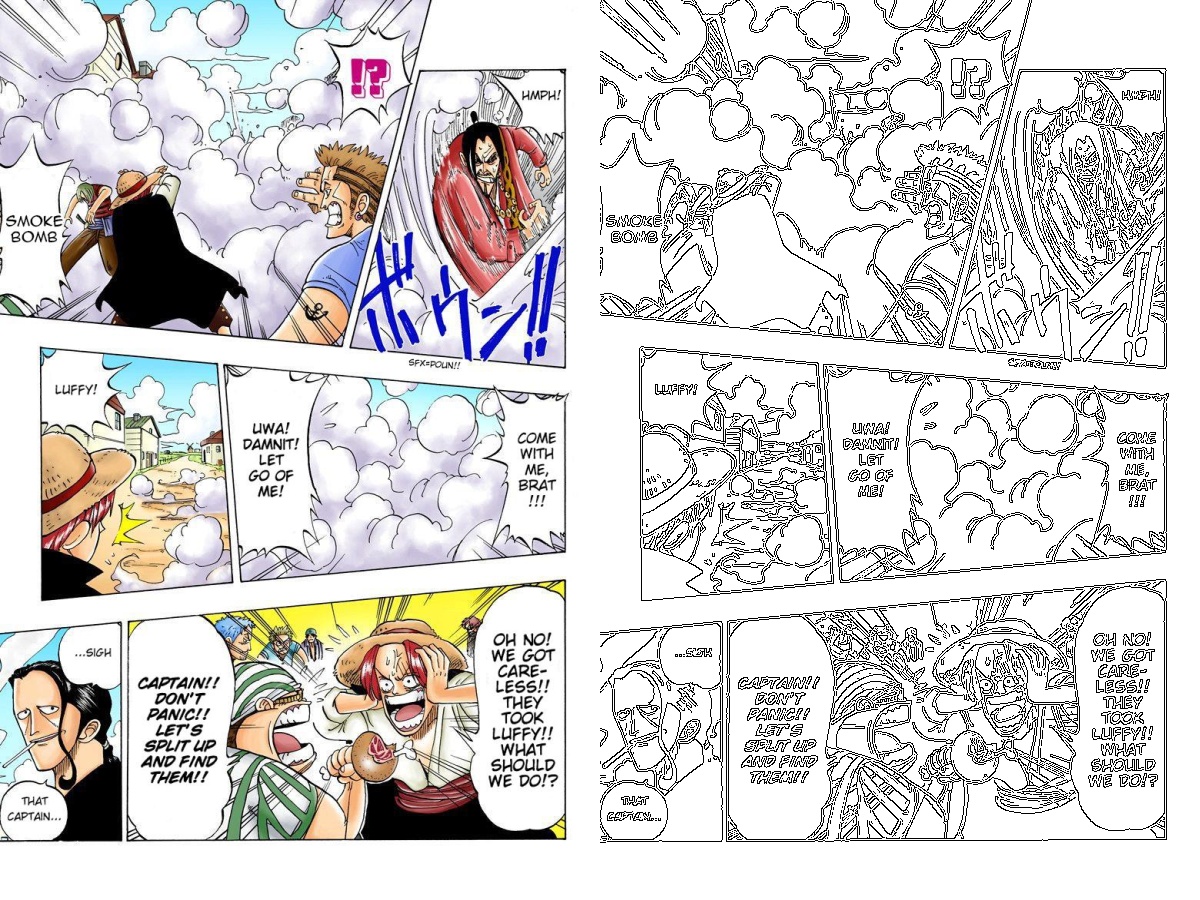 HMPH!
ボウン!!
SFX=POUN!!
!?
SMOKE
BOMB
COME
WITH
ME,
BRAT
!!!
UWA!
DAMNIT!
LET
GO OF
ME!
LUFFY!
OH NO!
WE GOT
CARE-
LESS!!
THEY
TOOK
LUFFY!!
WHAT
SHOULD
WE DO!?
CAPTAIN!!
DON'T
PANIC!!
LET'S
SPLIT UP
AND FIND
THEM!!
...SIGH
THAT
CAPTAIN...
HMPH!
!?
SMOKE
BOMB
COME
WITH
ME,
BRAT
!!!
UWA!
DAMNIT!
LET
GO OF
ME!
LUFFY!
OH NO!
WE GOT
CARE-
LESS!!
THEY
TOOK
LUFFY!!
WHAT
SHOULD
WE DO!?
CAPTAIN!!
DON'T
PANIC!!
LET'S
SPLIT UP
AND FIND
THEM!!
...SIGH
THAT
CAPTAIN...